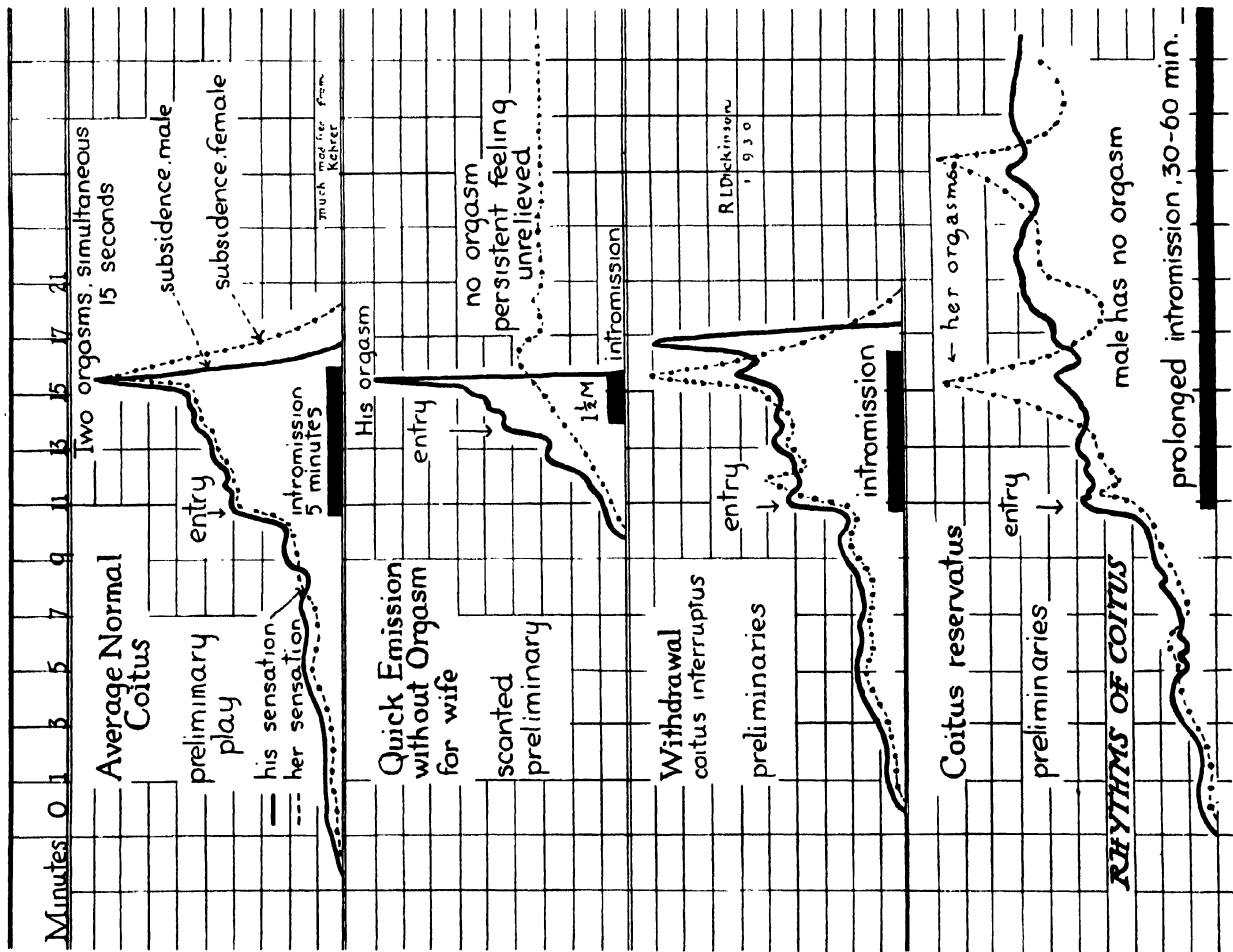 Minutes 0 1 3 5 7 9 11 13 15 17 21
Average Normal
Coitus
Two orgasms, simultaneous
15 seconds
preliminary
play
entry
subsidence.male
subsidence.female
his sensation
her sensation
intromission
5 minutes
much modified from
Kehrer
Quick Emission
without Orgasm
for wife
His orgasm
entry
scanted
preliminary
no orgasm
persistent feeling
unrelieved
1½M
intromission
Withdrawal
coitus interruptus
preliminaries
entry
RLDickinson
1930
intromission
Coitus reservatus
entry
her orgasms
preliminaries
male has no orgasm
RHYTHMS OF COITUS
prolonged intromission, 30-60 min.